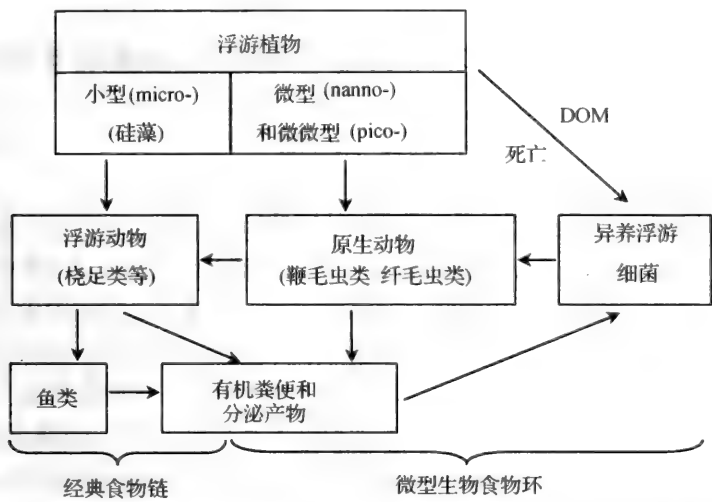 浮游植物
小型(micro-)
(硅藻)
微型 (nanno-)
和微微型 (pico-)
DOM
死亡
浮游动物
(桡足类等)
原生动物
(鞭毛虫类 纤毛虫类)
异养浮游
细菌
鱼类
有机粪便和
分泌产物
经典食物链
微型生物食物环